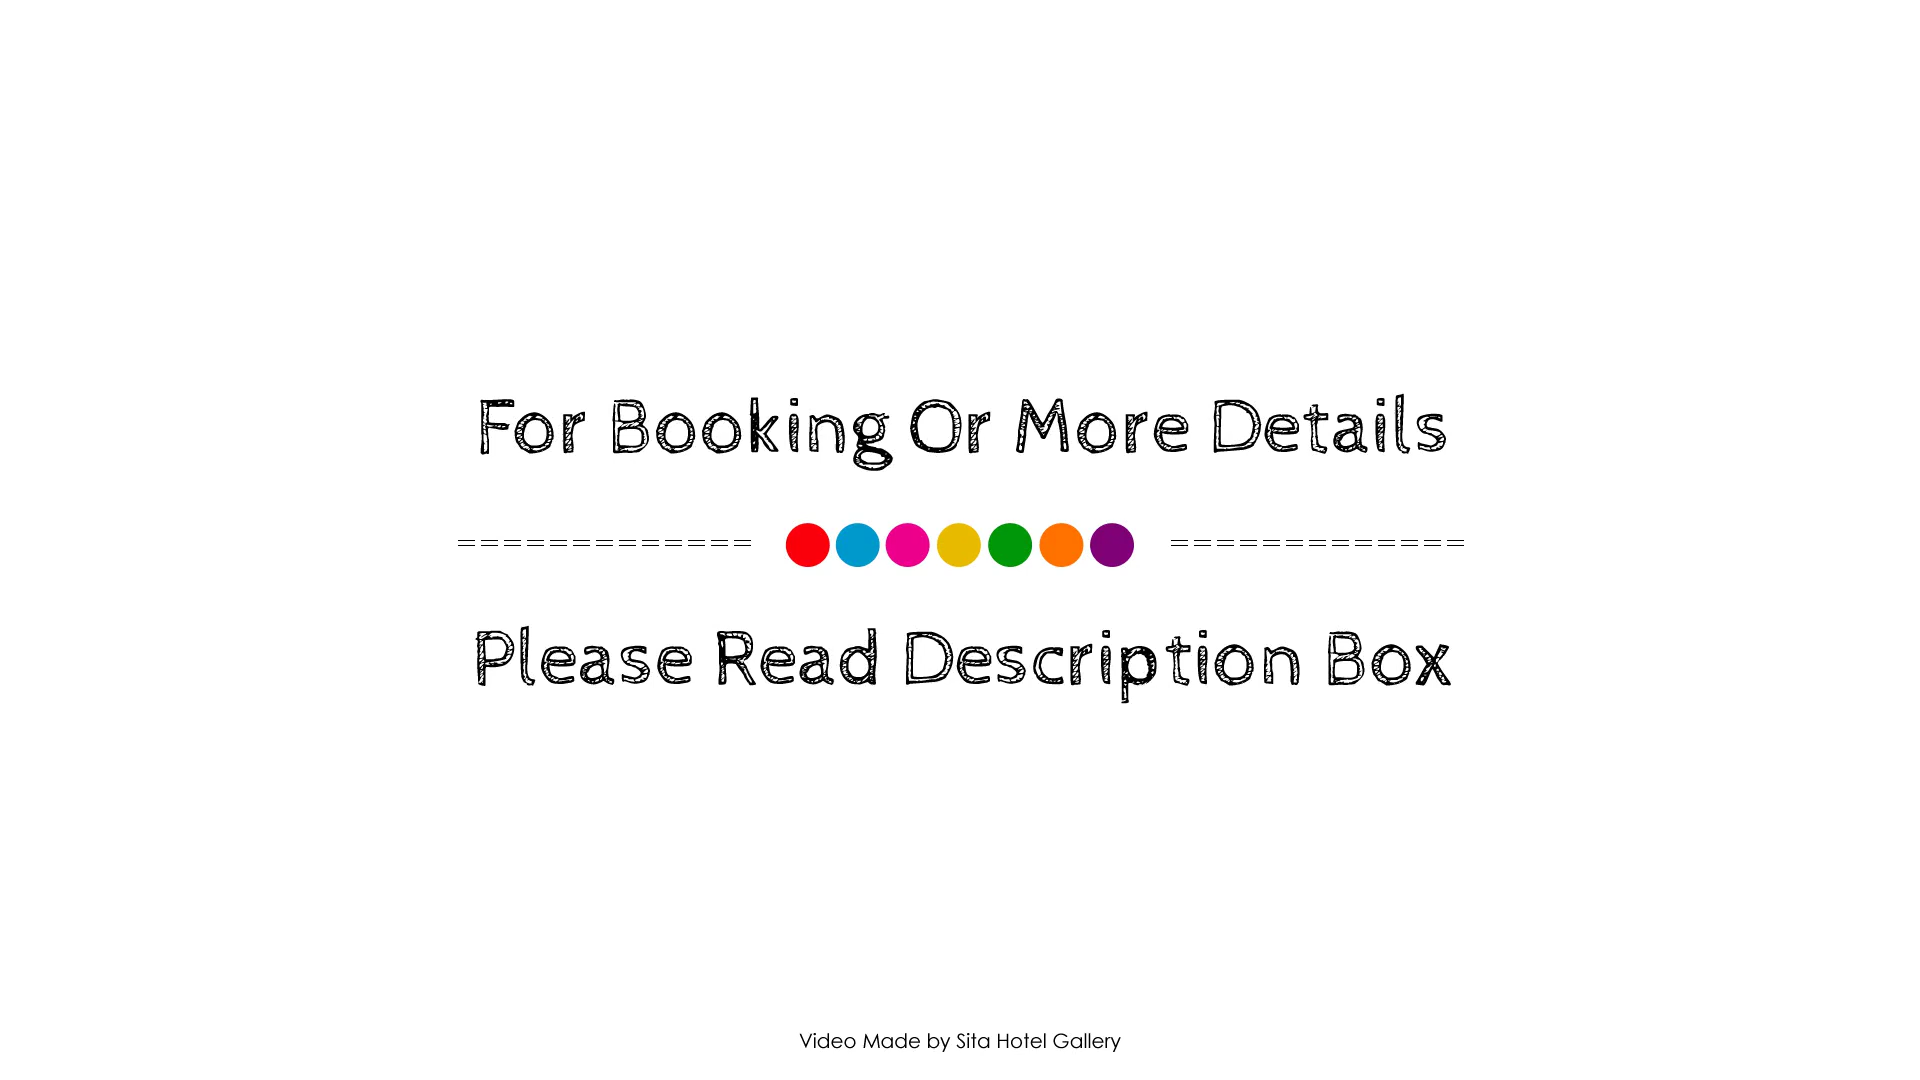 For Booking Or More Details
============= =============
Please Read Description Box
Video Made by Sita Hotel Gallery